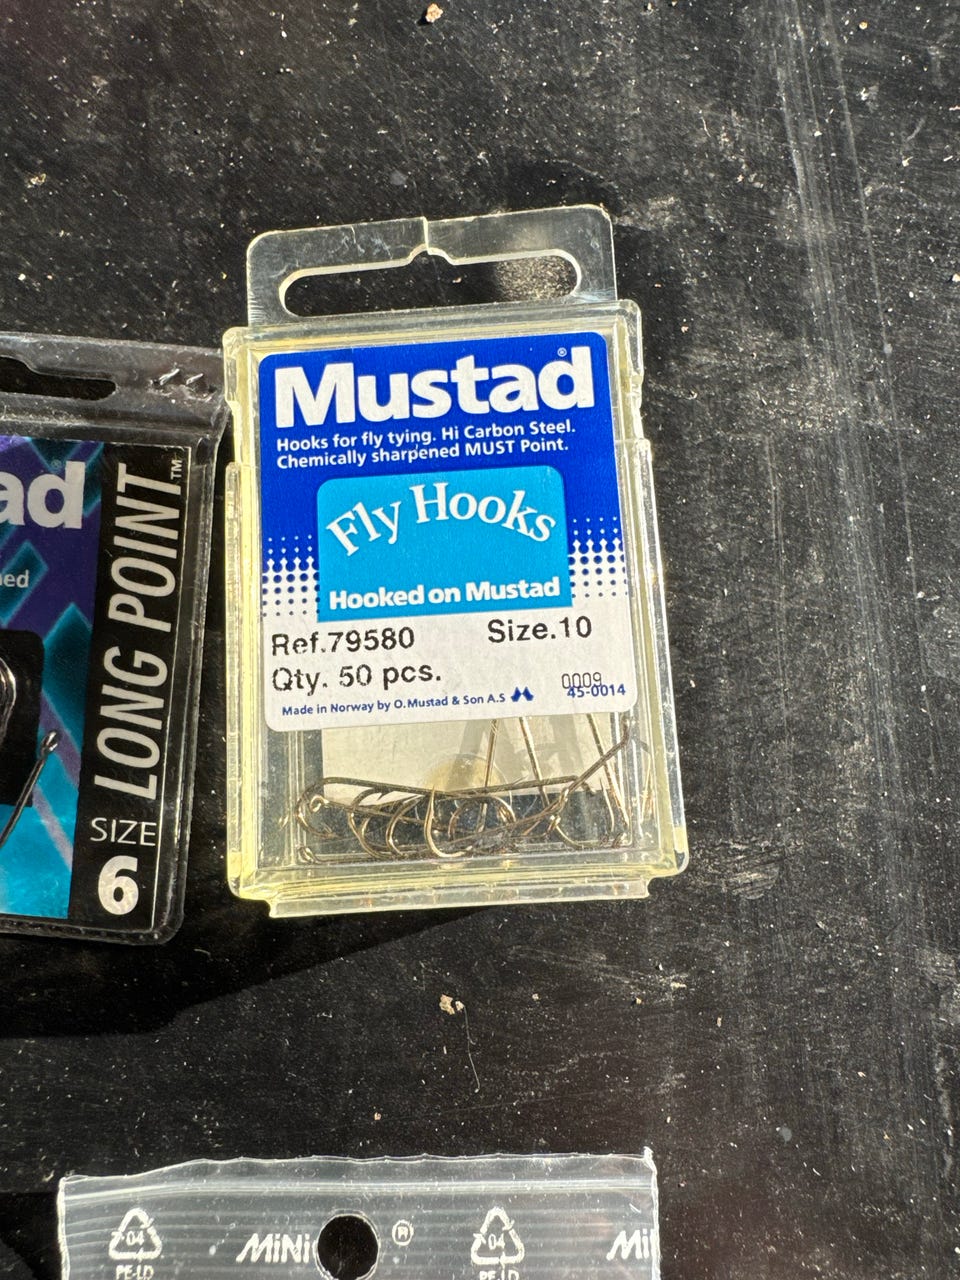 Mustad®
Hooks for fly tying. Hi Carbon Steel.
Chemically sharpened MUST Point.
Fly Hooks
Hooked on Mustad
Ref.79580 Size.10
Qty. 50 pcs.
0009
45-0014
Made in Norway by O. Mustad & Son A.S
ad
ned
LONG POINT™
SIZE
6
04 MiNi ® 04 Mi
PE-LD PE-LD